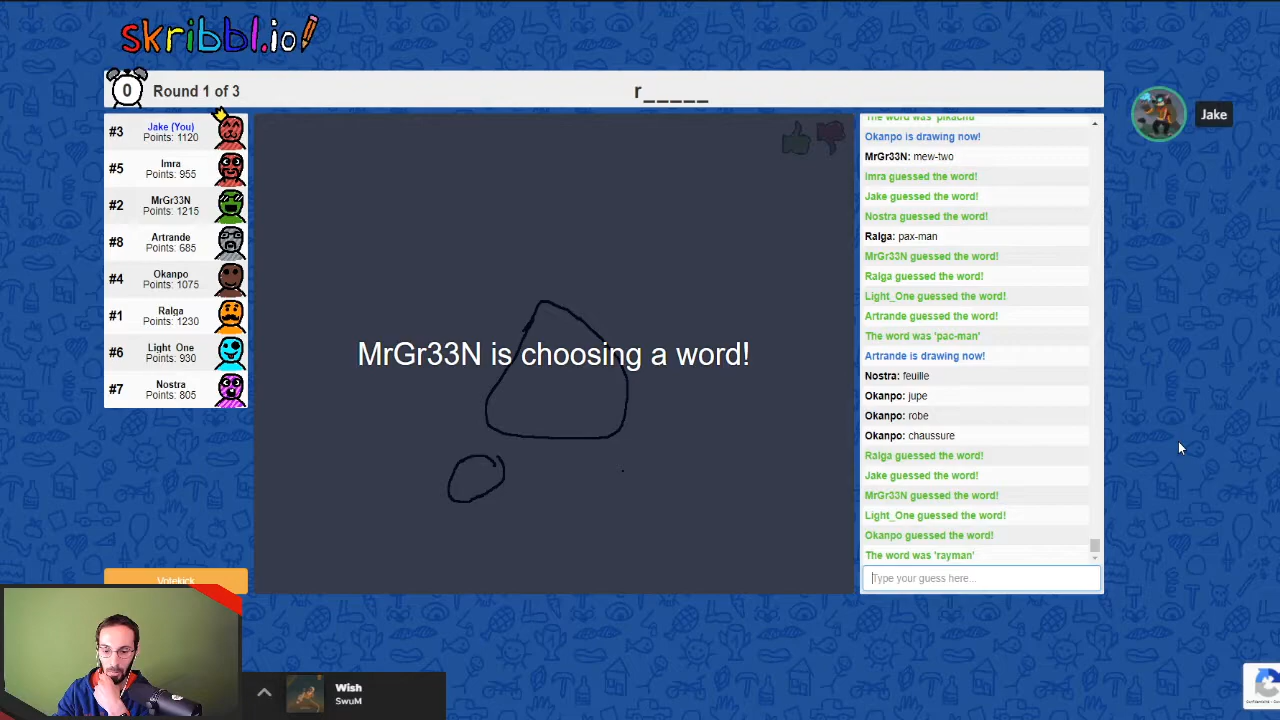 skribbl.io
0
Round 1 of 3
r_____
#3 Jake (You)
Points: 1120
#5 Imra
Points: 955
#2 MrGr33N
Points: 1215
#8 Artrande
Points: 685
#4 Okanpo
Points: 1075
#1 Ralga
Points: 1230
#6 Light_One
Points: 930
#7 Nostra
Points: 805
Votekick
MrGr33N is choosing a word!
The word was 'pikachu'
Okanpo is drawing now!
MrGr33N: mew-two
Imra guessed the word!
Jake guessed the word!
Nostra guessed the word!
Ralga: pax-man
MrGr33N guessed the word!
Ralga guessed the word!
Light_One guessed the word!
Artrande guessed the word!
The word was 'pac-man'
Artrande is drawing now!
Nostra: feuille
Okanpo: jupe
Okanpo: robe
Okanpo: chaussure
Ralga guessed the word!
Jake guessed the word!
MrGr33N guessed the word!
Light_One guessed the word!
Okanpo guessed the word!
The word was 'rayman'
Type your guess here...
Jake
Wish
SwuM